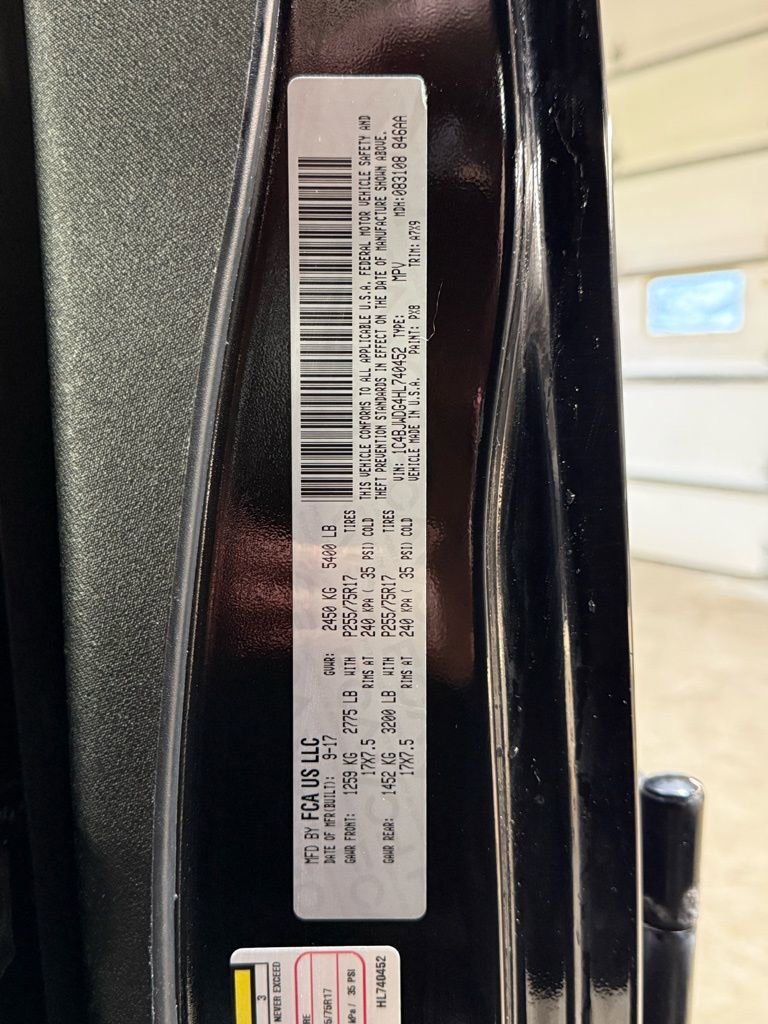 MFD BY FCA US LLC
DATE OF MFR(BUILT): 9-17 GVWR: 2450 KG 5400 LB
GAWR FRONT: 1259 KG 2775 LB WITH P255/75R17 TIRES
17X7.5 RIMS AT 240 KPA ( 35 PSI) COLD
GAWR REAR: 1452 KG 3200 LB WITH P255/75R17 TIRES
17X7.5 RIMS AT 240 KPA ( 35 PSI) COLD
THIS VEHICLE CONFORMS TO ALL APPLICABLE U.S.A. FEDERAL MOTOR VEHICLE SAFETY AND
THEFT PREVENTION STANDARDS IN EFFECT ON THE DATE OF MANUFACTURE SHOWN ABOVE.
VIN: 1C4BJWDG4HL740452 TYPE: MPV MDH: 083108 846AA
VEHICLE MADE IN U.S.A. PAINT: PX8 TRIM: A7X9
3
NEVER EXCEED
5/75R17
kPa/ 35 PSI
HL740452